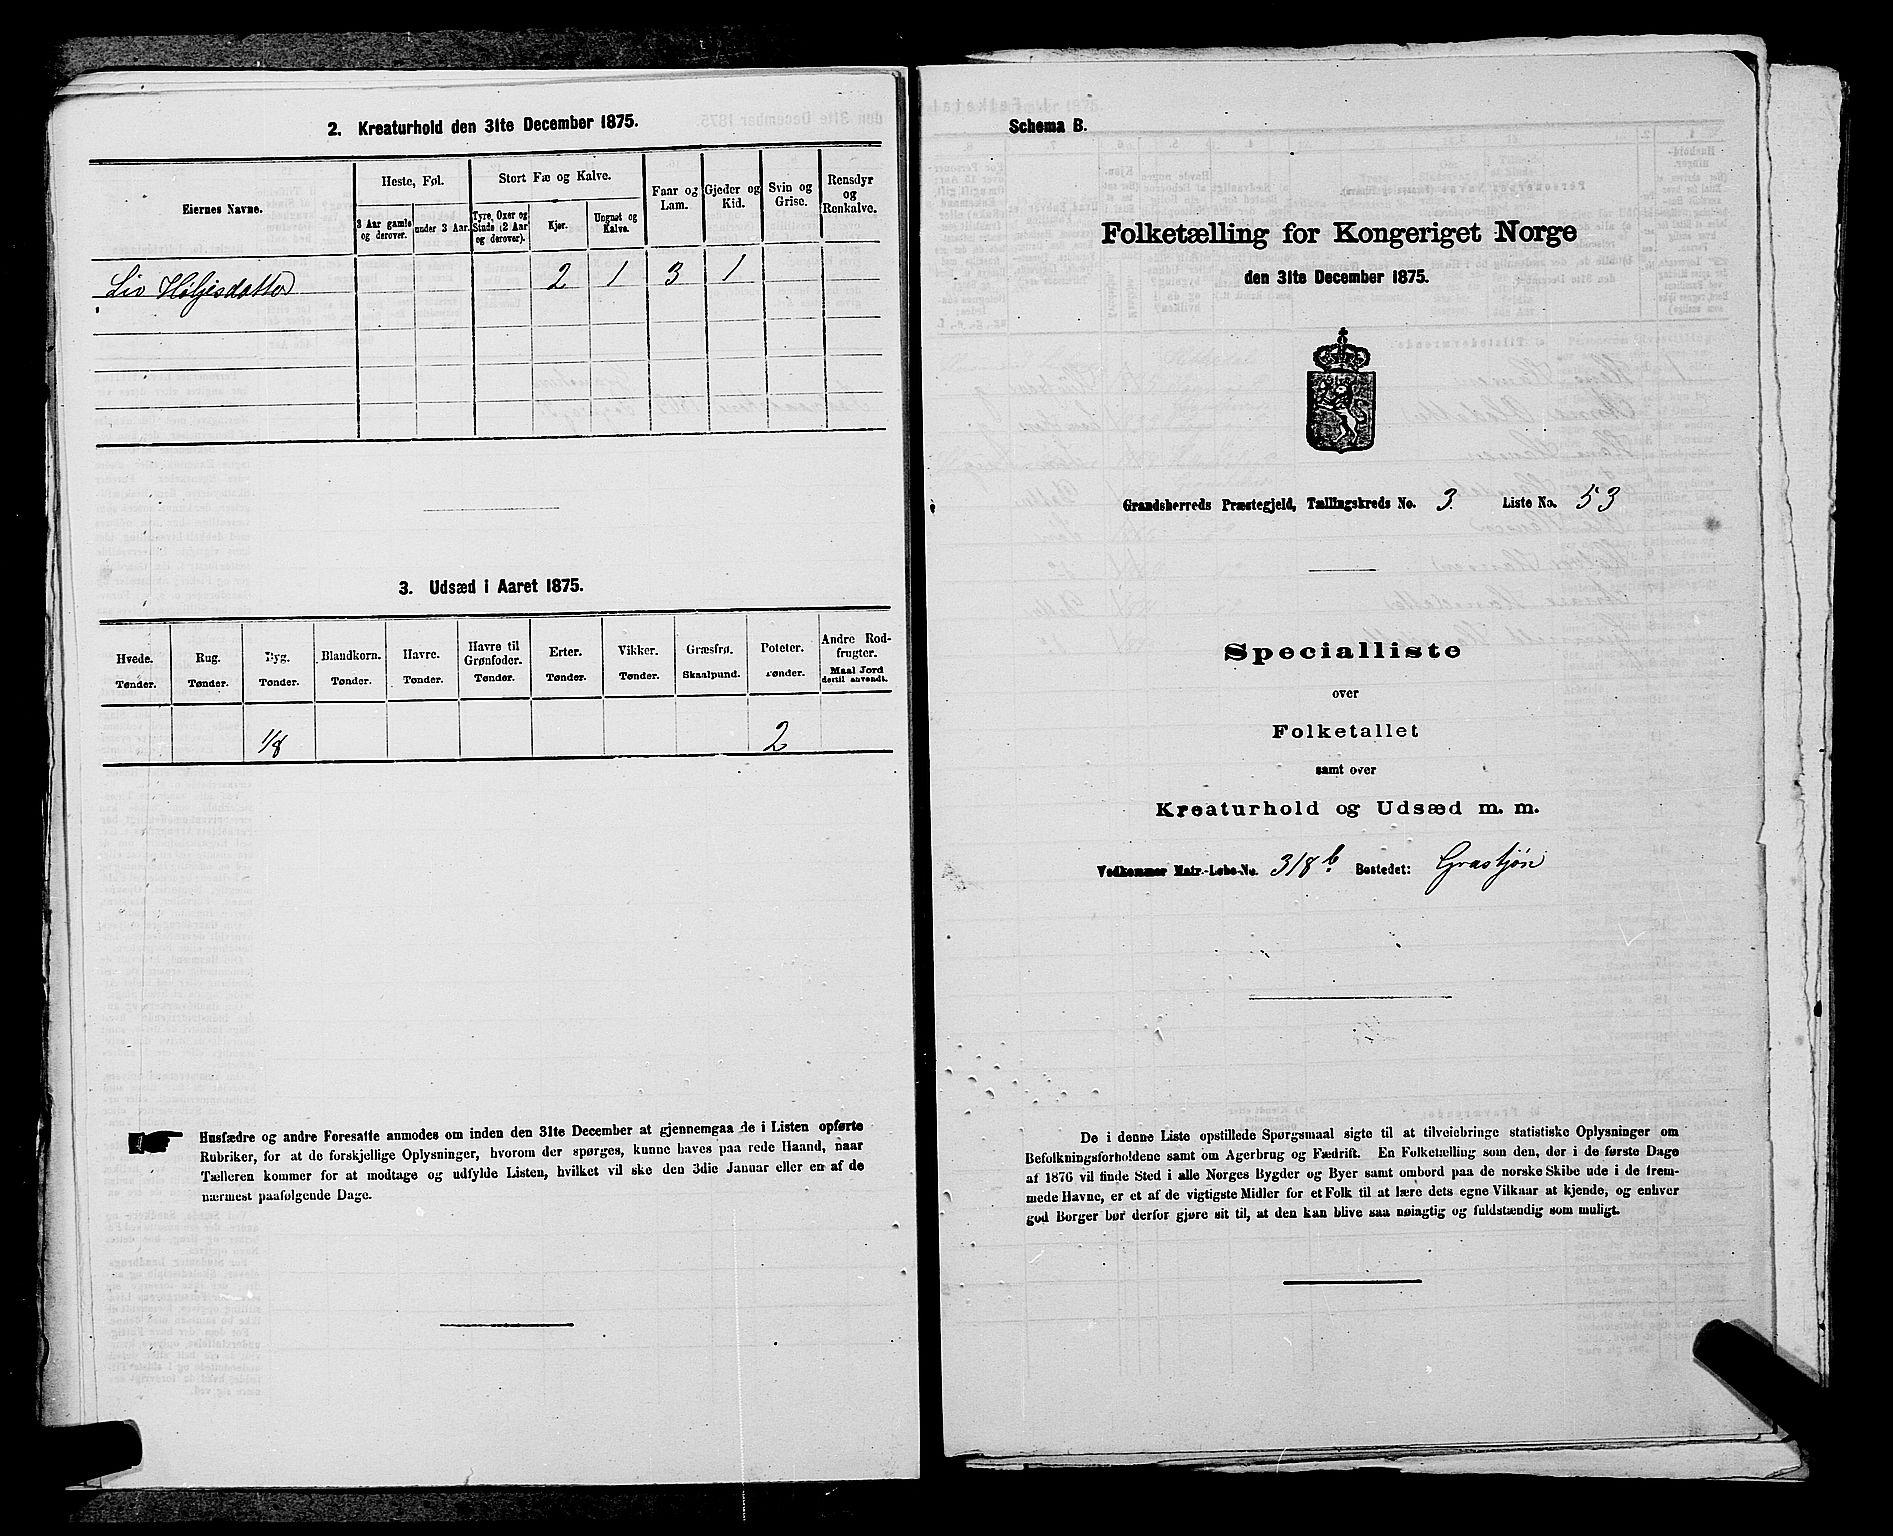 2. Kreaturhold den 31te December 1875.
Eiernes Navne.
Heste, Føl.
3 Aar gamle og derover.
under 3 Aar.
Stort Fæ og Kalve.
Tyre, Oxer og Stude (2 Aar og derover).
Kjør.
Ungnøt og Kalve.
Faar og Lam.
Gjeder og Kid.
Svin og Grise.
Rensdyr og Renkalve.
Liv Høljesdatter 2 1 3 1
3. Udsæd i Aaret 1875.
Hvede. Rug. Byg. Blandkorn. Havre. Havre til Grønfoder. Erter. Vikker. Græsfrø. Poteter. Andre Rodfrugter.
Tønder. Tønder. Tønder. Tønder. Tønder. Tønder. Tønder. Tønder. Skaalpund. Tønder. Maal Jord dertil anvendt.
1/8 2
Husfædre og andre Foresatte anmodes om inden den 31te December at gjennemgaa de i Listen opførte
Rubriker, for at de forskjellige Oplysninger, hvorom der spørges, kunne haves paa rede Haand, naar
Tælleren kommer for at modtage og udfylde Listen, hvilket vil ske den 3die Januar eller en af de
nærmest paafølgende Dage.
Schema B.
Folketælling for Kongeriget Norge
den 31te December 1875.
Grandsherreds Præstegjeld, Tællingskreds No. 3. Liste No. 53
Specialliste
over
Folketallet
samt over
Kreaturhold og Udsæd m. m.
Vedkommer Matr.-Løbe-No. 318 b. Bostedet: Grastjøn
De i denne Liste opstillede Spørgsmaal sigte til at tilveiebringe statistiske Oplysninger om
Befolkningsforholdene samt om Agerbrug og Fædrift. En Folketælling som den, der i de første Dage
af 1876 vil finde Sted i alle Norges Bygder og Byer samt ombord paa de norske Skibe ude i de frem-
mede Havne, er et af de vigtigste Midler for et Folk til at lære dets egne Vilkaar at kjende, og enhver
god Borger bør derfor gjøre sit til, at den kan blive saa nøiagtig og fuldstændig som muligt.